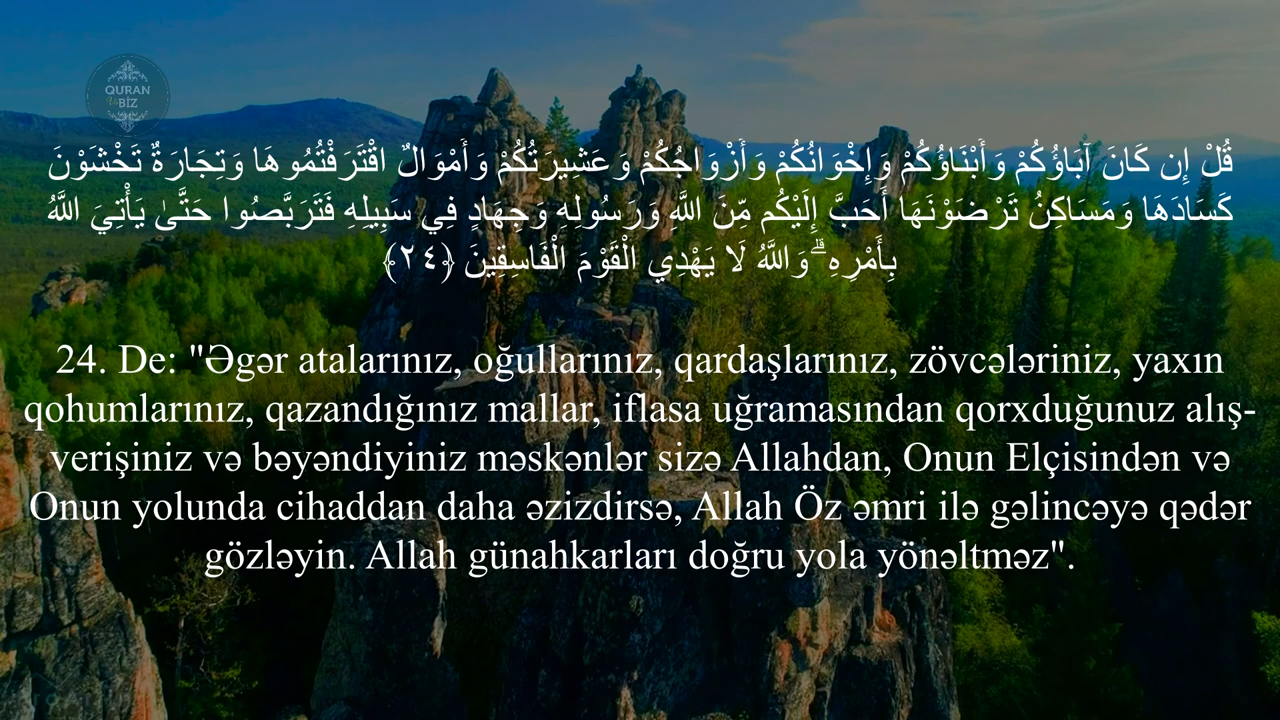 QURAN
Və
BİZ
قُلْ إِن كَانَ آبَاؤُكُمْ وَأَبْنَاؤُكُمْ وَإِخْوَانُكُمْ وَأَزْوَاجُكُمْ وَعَشِيرَتُكُمْ وَأَمْوَالٌ اقْتَرَفْتُمُوهَا وَتِجَارَةٌ تَخْشَوْنَ
كَسَادَهَا وَمَسَاكِنُ تَرْضَوْنَهَا أَحَبَّ إِلَيْكُم مِّنَ اللَّهِ وَرَسُولِهِ وَجِهَادٍ فِي سَبِيلِهِ فَتَرَبَّصُوا حَتَّىٰ يَأْتِيَ اللَّهُ
بِأَمْرِهِ ۗ وَاللَّهُ لَا يَهْدِي الْقَوْمَ الْفَاسِقِينَ ﴿٢٤﴾
24. De: "Əgər atalarınız, oğullarınız, qardaşlarınız, zövcələriniz, yaxın
qohumlarınız, qazandığınız mallar, iflasa uğramasından qorxduğunuz alış-
verişiniz və bəyəndiyiniz məskənlər sizə Allahdan, Onun Elçisindən və
Onun yolunda cihaddan daha əzizdirsə, Allah Öz əmri ilə gəlincəyə qədər
gözləyin. Allah günahkarları doğru yola yönəltməz".